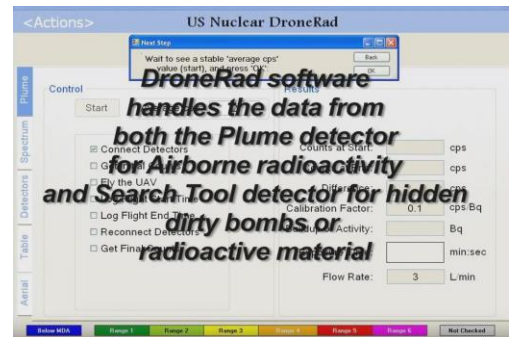 <Actions>
US Nuclear DroneRad
Next Step
Wait to see a stable 'average cps'
value (start), and press 'OK'
Back
OK
DroneRad software
handles the data from
both the Plume detector
for Airborne radioactivity
and Search Tool detector for hidden
dirty bombs or
radioactive material
Plume
Spectrum
Detectors
Table
Aerial
Control
Start
Connect Detectors
Fly the UAV
Log Flight End Time
Reconnect Detectors
Get Final
Results
Counts at Start:
cps
cps
Difference:
cps
Calibration Factor:
0.1
cps/Bq
Activity:
Bq
min:sec
Flow Rate:
3
L/min
Below MDA
Range 1
Range 2
Range 3
Range 4
Range 5
Range 6
Not Checked